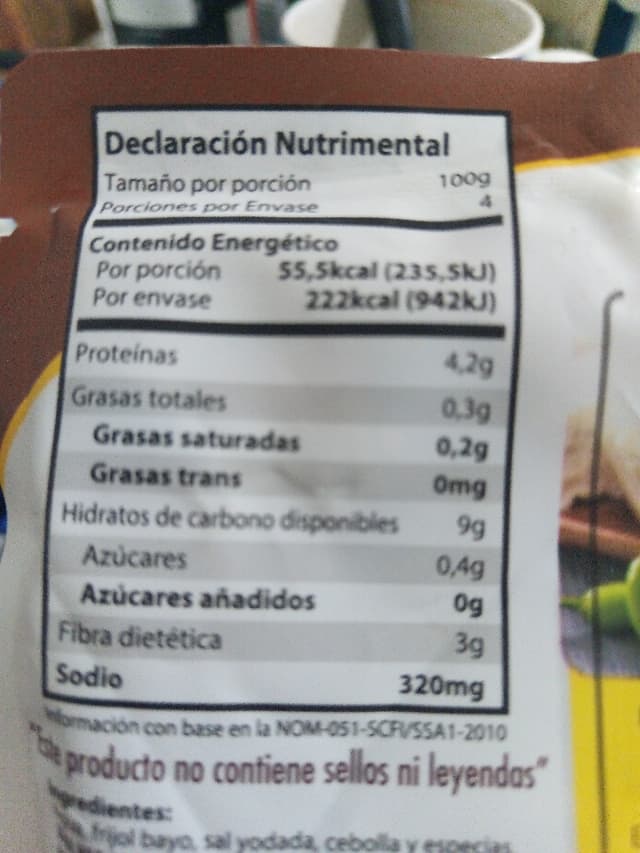 Declaración Nutrimental
Tamaño por porción 100g
Porciones por Envase 4
Contenido Energético
Por porción 55,5kcal (235,5kJ)
Por envase 222kcal (942kJ)
Proteínas 4,2g
Grasas totales 0,3g
Grasas saturadas 0,2g
Grasas trans 0mg
Hidratos de carbono disponibles 9g
Azúcares 0,4g
Azúcares añadidos 0g
Fibra dietética 3g
Sodio 320mg
Información con base en la NOM-051-SCFI/SSA1-2010
"Este producto no contiene sellos ni leyendas"
Ingredientes:
frijol bayo, sal yodada, cebolla y especias